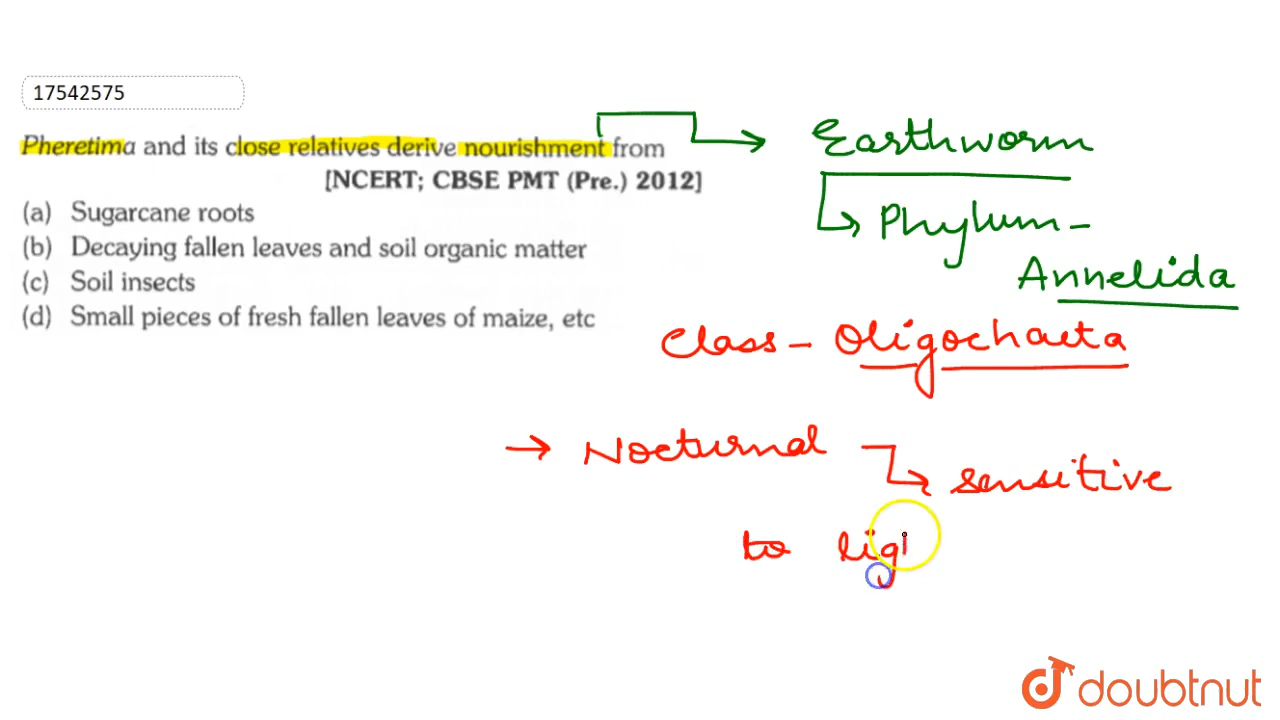 17542575
Pheretima and its close relatives derive nourishment from
[NCERT; CBSE PMT (Pre.) 2012]
(a) Sugarcane roots
(b) Decaying fallen leaves and soil organic matter
(c) Soil insects
(d) Small pieces of fresh fallen leaves of maize, etc
Earthworm
Phylum-
Annelida
Class - Oligochaeta
→ Nocturnal
sensitive
to lig
doubtnut